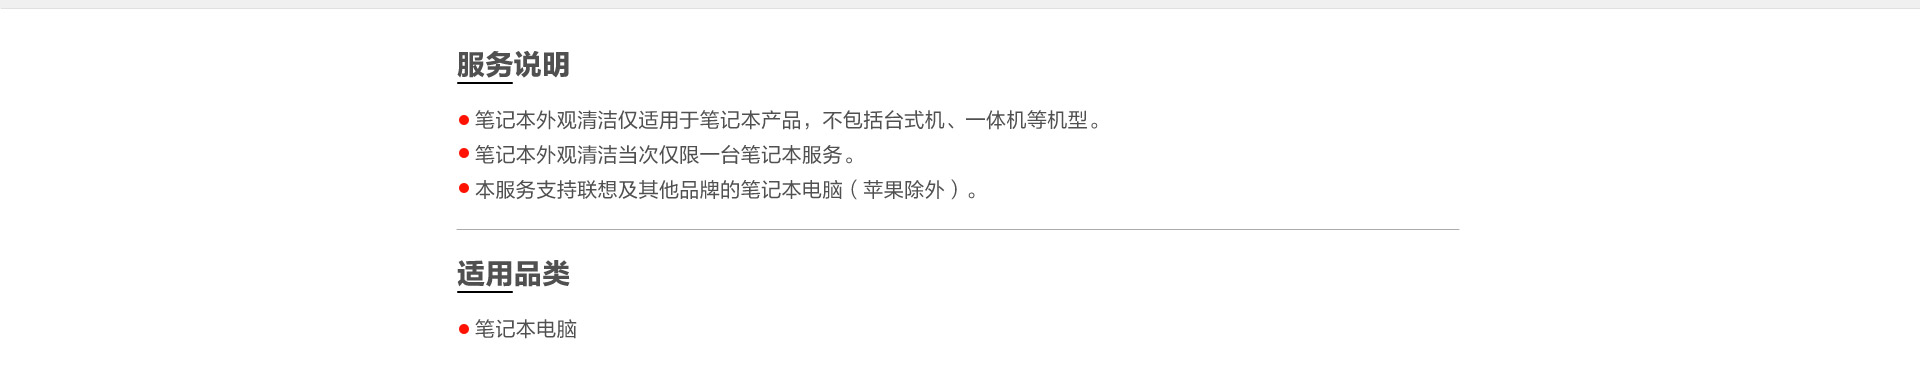 服务说明
笔记本外观清洁仅适用于笔记本产品，不包括台式机、一体机等机型。
笔记本外观清洁当次仅限一台笔记本服务。
本服务支持联想及其他品牌的笔记本电脑（苹果除外）。
适用品类
笔记本电脑